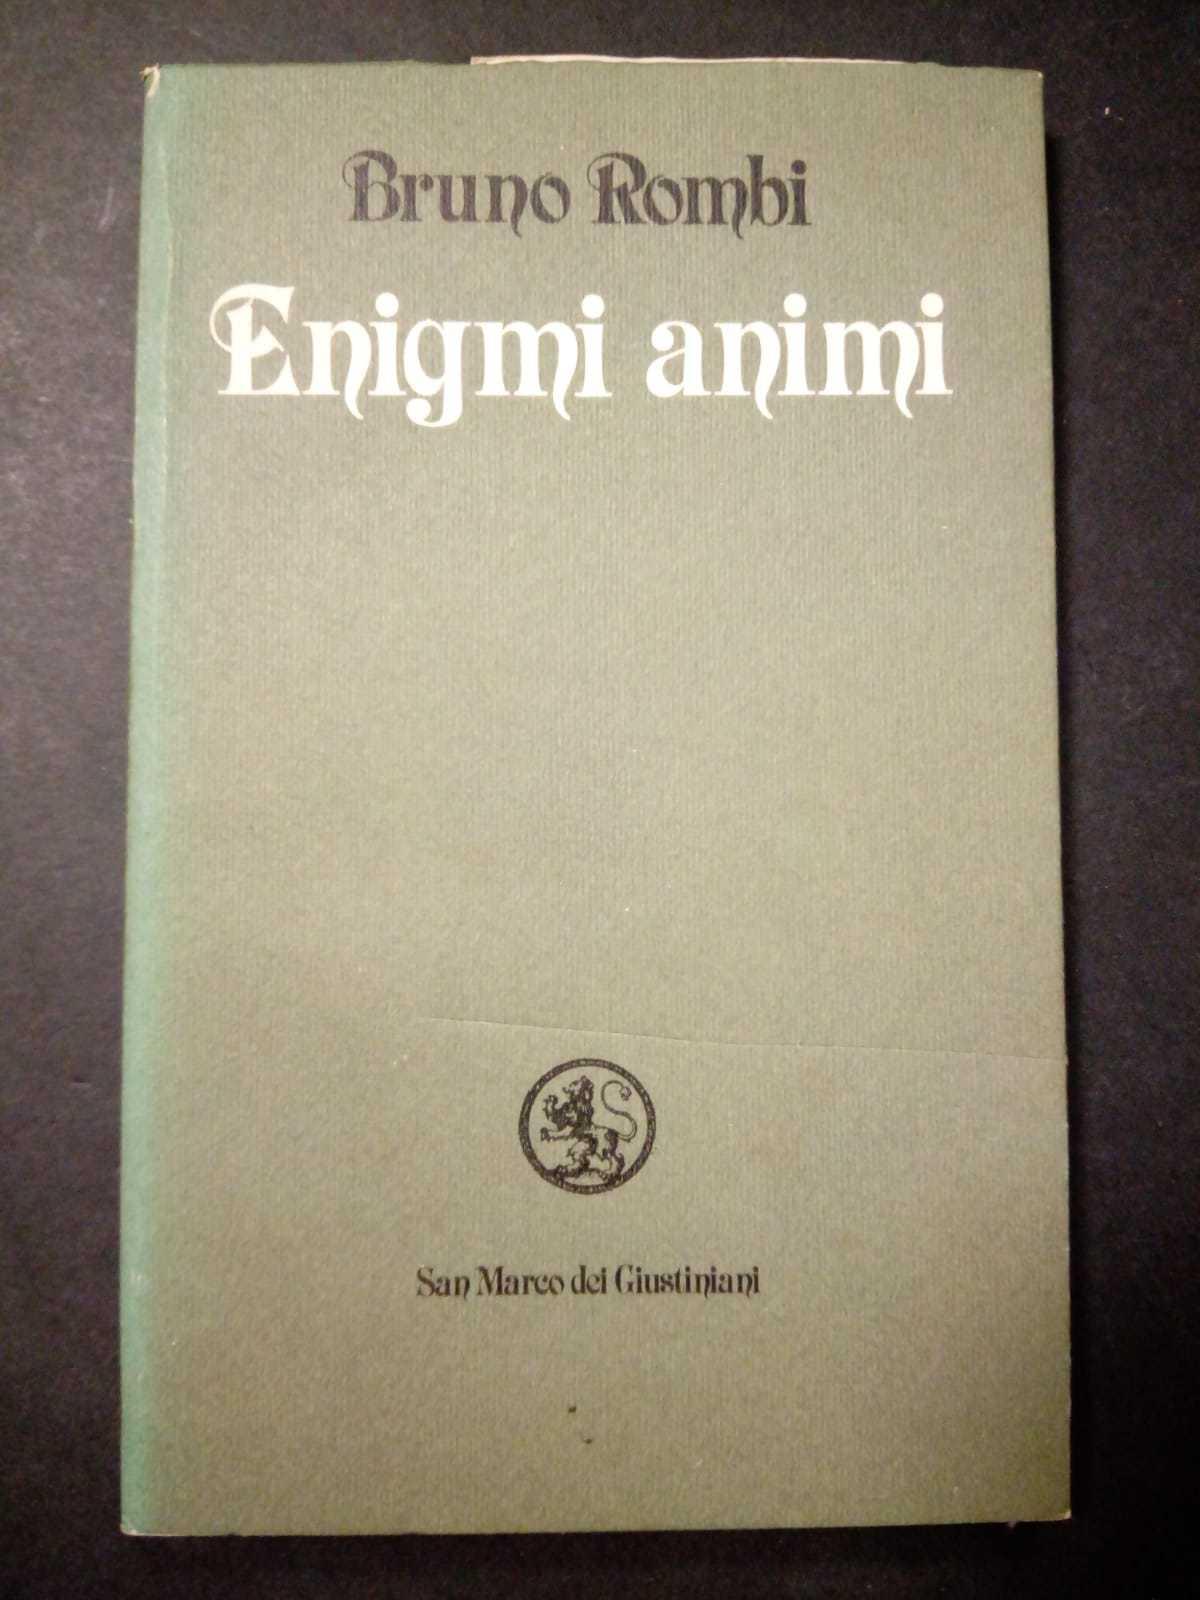 Bruno Rombi
Enigmi animi
San Marco dei Giustiniani